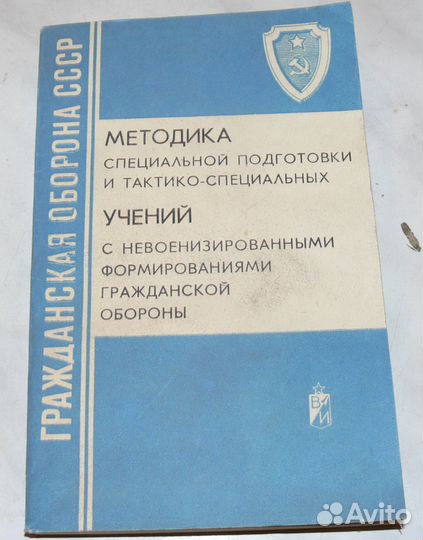 ГРАЖДАНСКАЯ ОБОРОНА СССР
МЕТОДИКА
СПЕЦИАЛЬНОЙ ПОДГОТОВКИ
И ТАКТИКО-СПЕЦИАЛЬНЫХ
УЧЕНИЙ
С НЕВОЕНИЗИРОВАННЫМИ
ФОРМИРОВАНИЯМИ
ГРАЖДАНСКОЙ
ОБОРОНЫ
В И
Avito